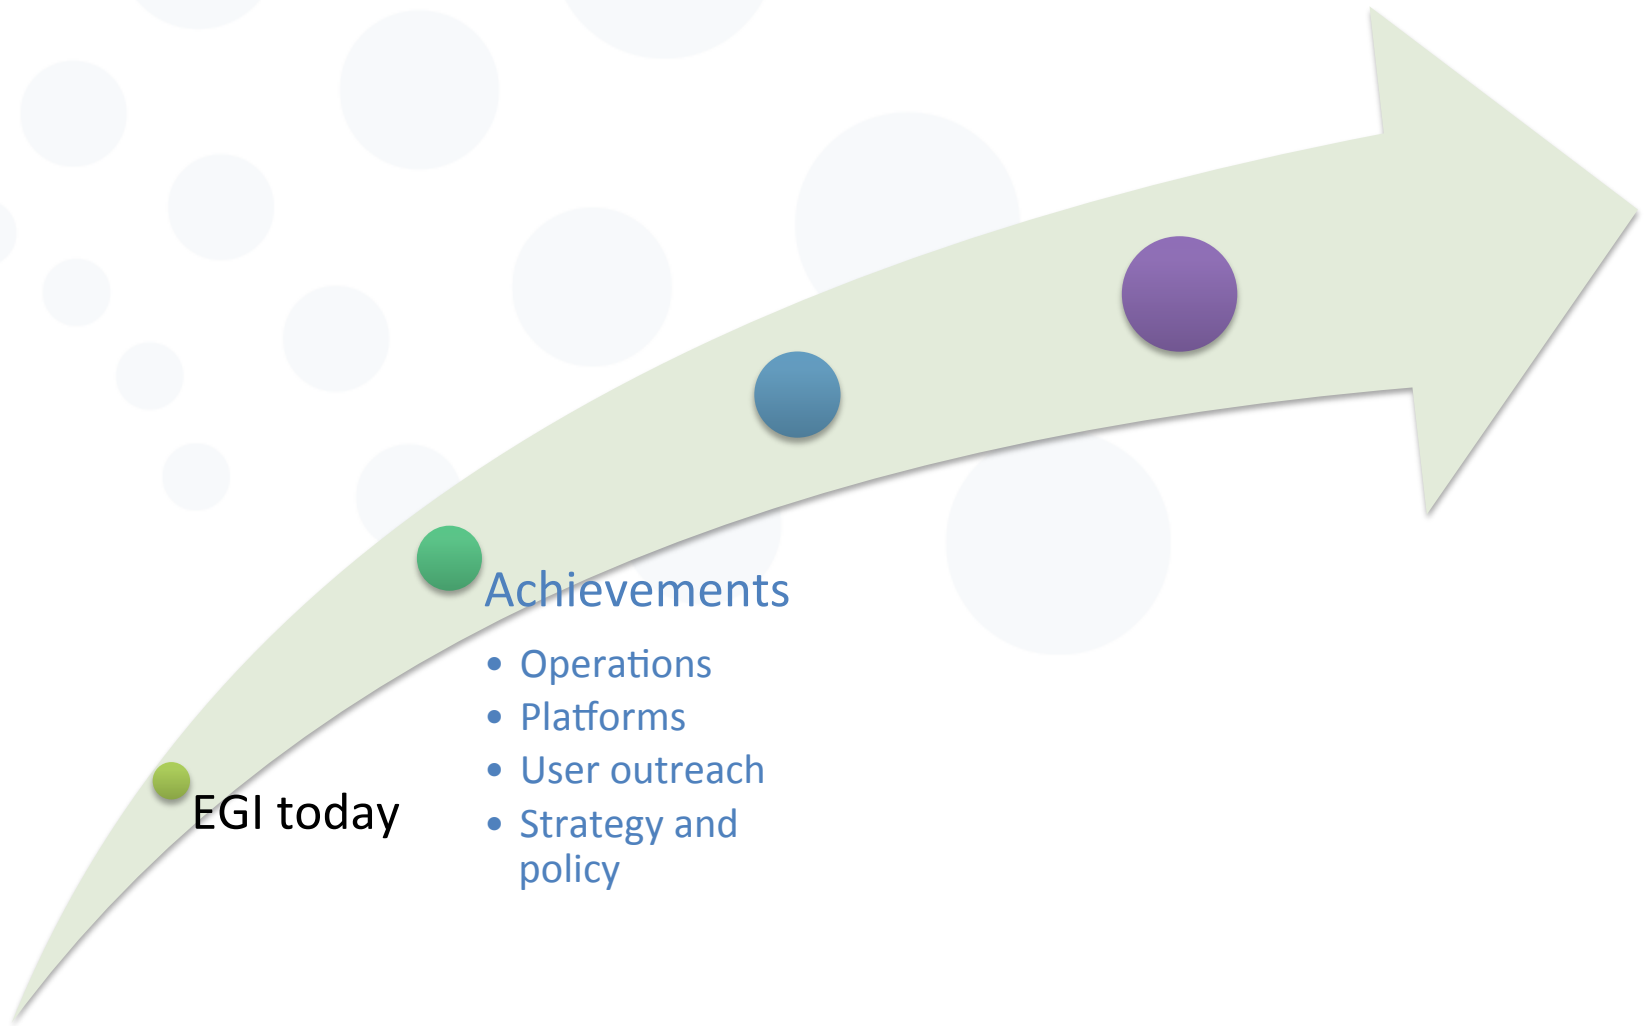 Achievements
• Operations
• Platforms
• User outreach
• Strategy and
policy
EGI today